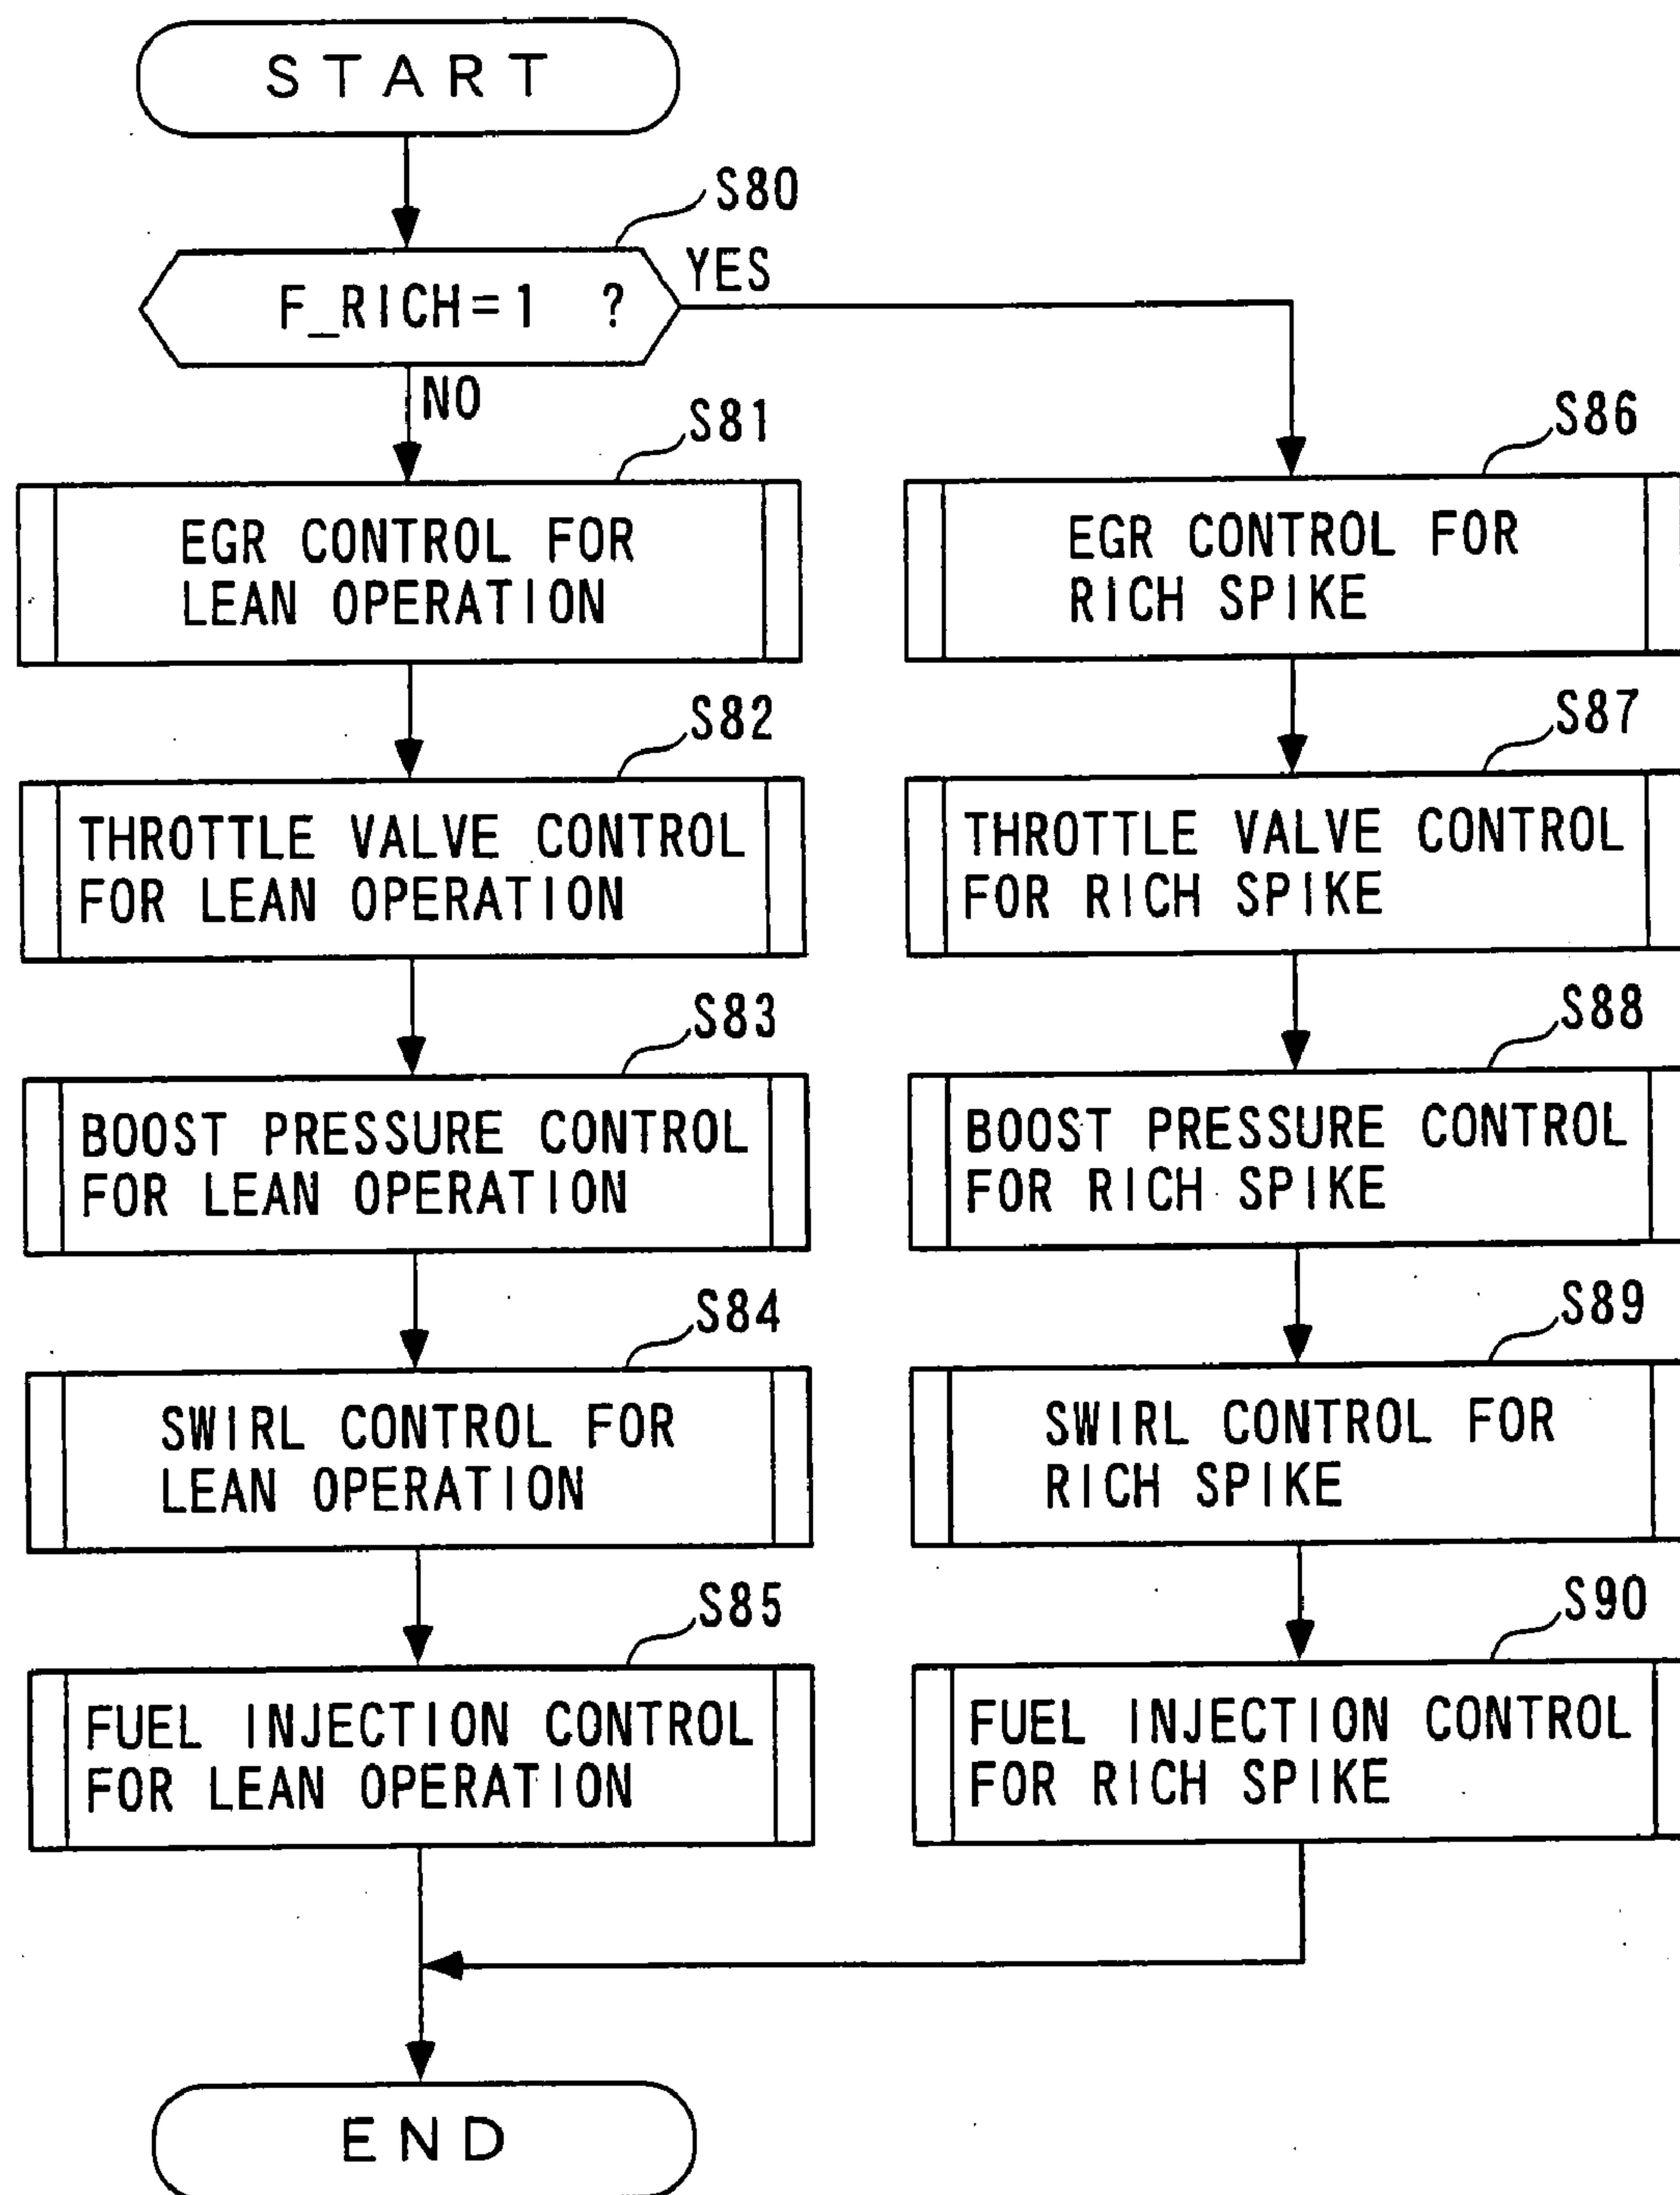 START
S80
F_RICH=1 ?
YES
NO
S81
EGR CONTROL FOR
LEAN OPERATION
S82
THROTTLE VALVE CONTROL
FOR LEAN OPERATION
S83
BOOST PRESSURE CONTROL
FOR LEAN OPERATION
S84
SWIRL CONTROL FOR
LEAN OPERATION
S85
FUEL INJECTION CONTROL
FOR LEAN OPERATION
S86
EGR CONTROL FOR
RICH SPIKE
S87
THROTTLE VALVE CONTROL
FOR RICH SPIKE
S88
BOOST PRESSURE CONTROL
FOR RICH SPIKE
S89
SWIRL CONTROL FOR
RICH SPIKE
S90
FUEL INJECTION CONTROL
FOR RICH SPIKE
END